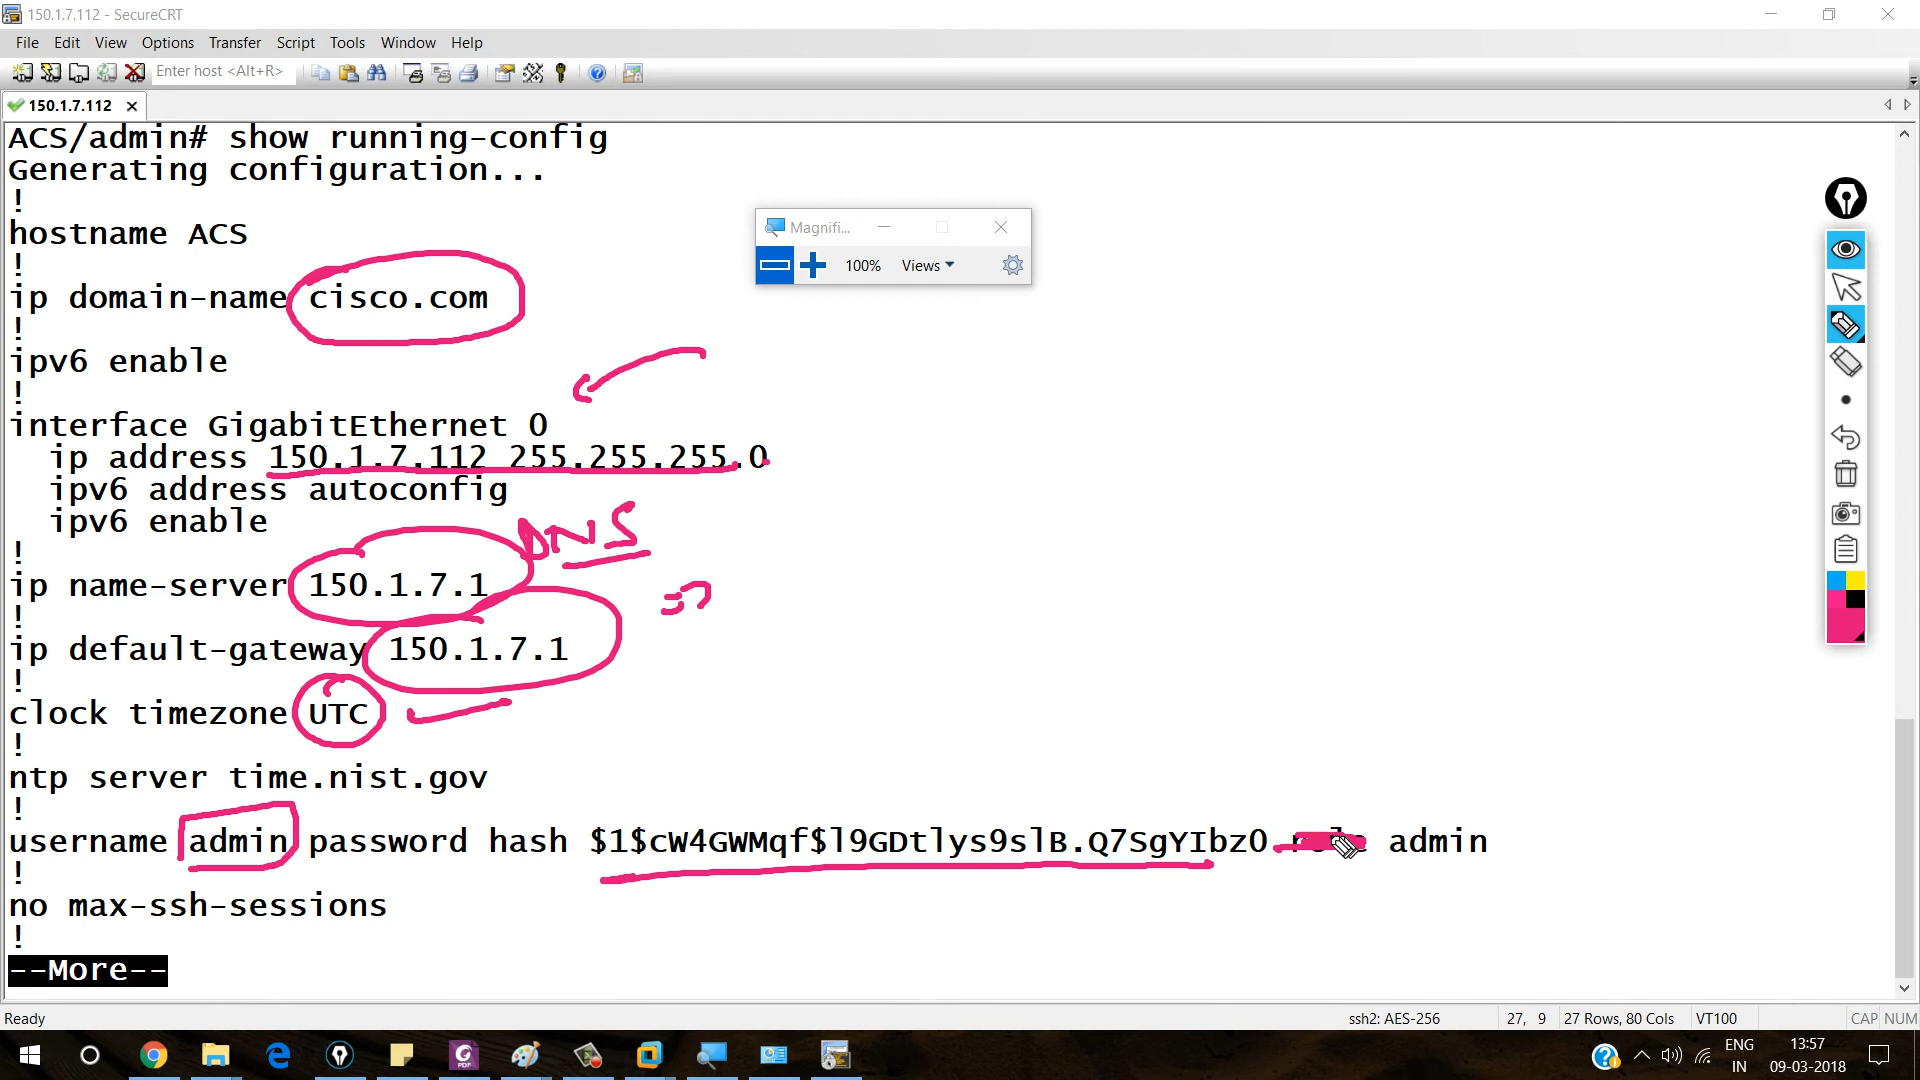 150.1.7.112 - SecureCRT
File Edit View Options Transfer Script Tools Window Help
Enter host <Alt+R>
150.1.7.112
ACS/admin# show running-config
Generating configuration...
!
hostname ACS
!
ip domain-name cisco.com
!
ipv6 enable
!
interface GigabitEthernet 0
ip address 150.1.7.112 255.255.255.0
ipv6 address autoconfig
ipv6 enable
!
DNS
ip name-server 150.1.7.1
!
ip default-gateway 150.1.7.1
!
clock timezone UTC
!
ntp server time.nist.gov
!
username admin password hash $1$cW4GWMqf$l9GDtlys9slB.Q7SgYIbz0 role admin
!
no max-ssh-sessions
!
--More--
Magnifi...
100% Views
Ready ssh2: AES-256 27, 9 27 Rows, 80 Cols VT100 CAP NUM
ENG 13:57
IN 09-03-2018